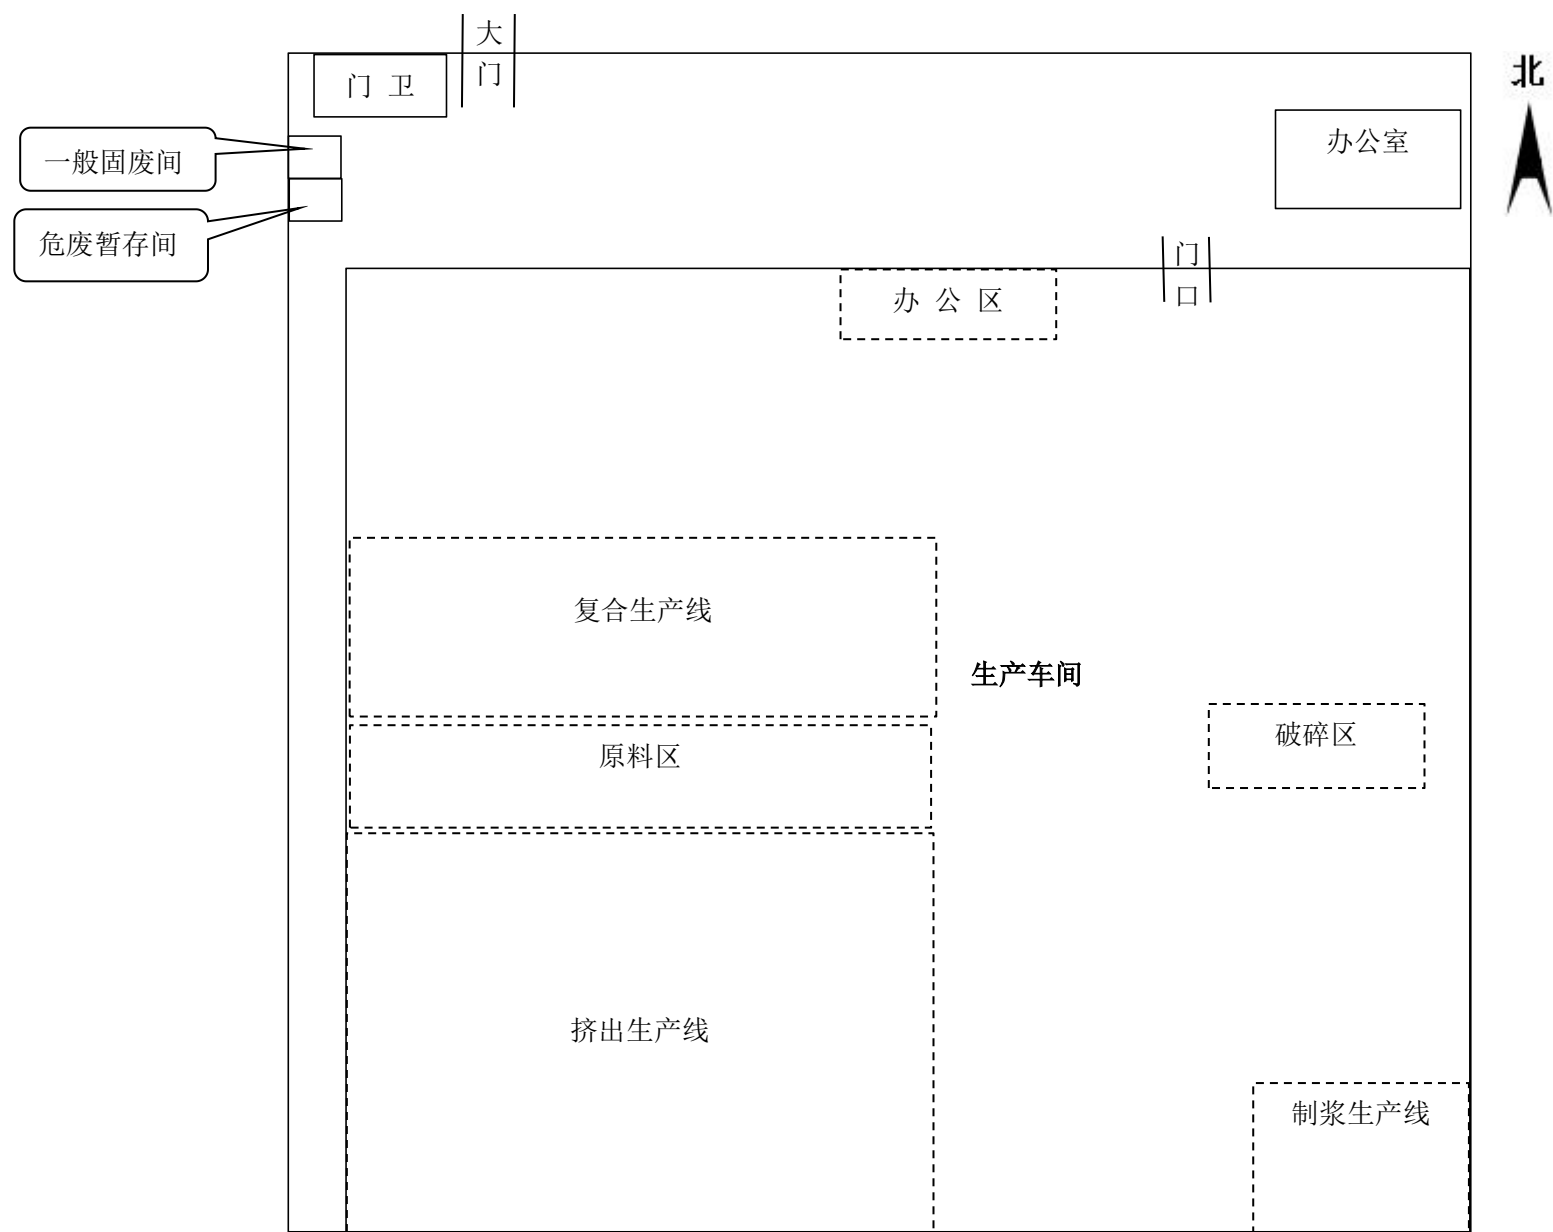 大门
北
门 卫
办公室
一般固废间
危废暂存间
门口
办 公 区
复合生产线
生产车间
破碎区
原料区
挤出生产线
制浆生产线